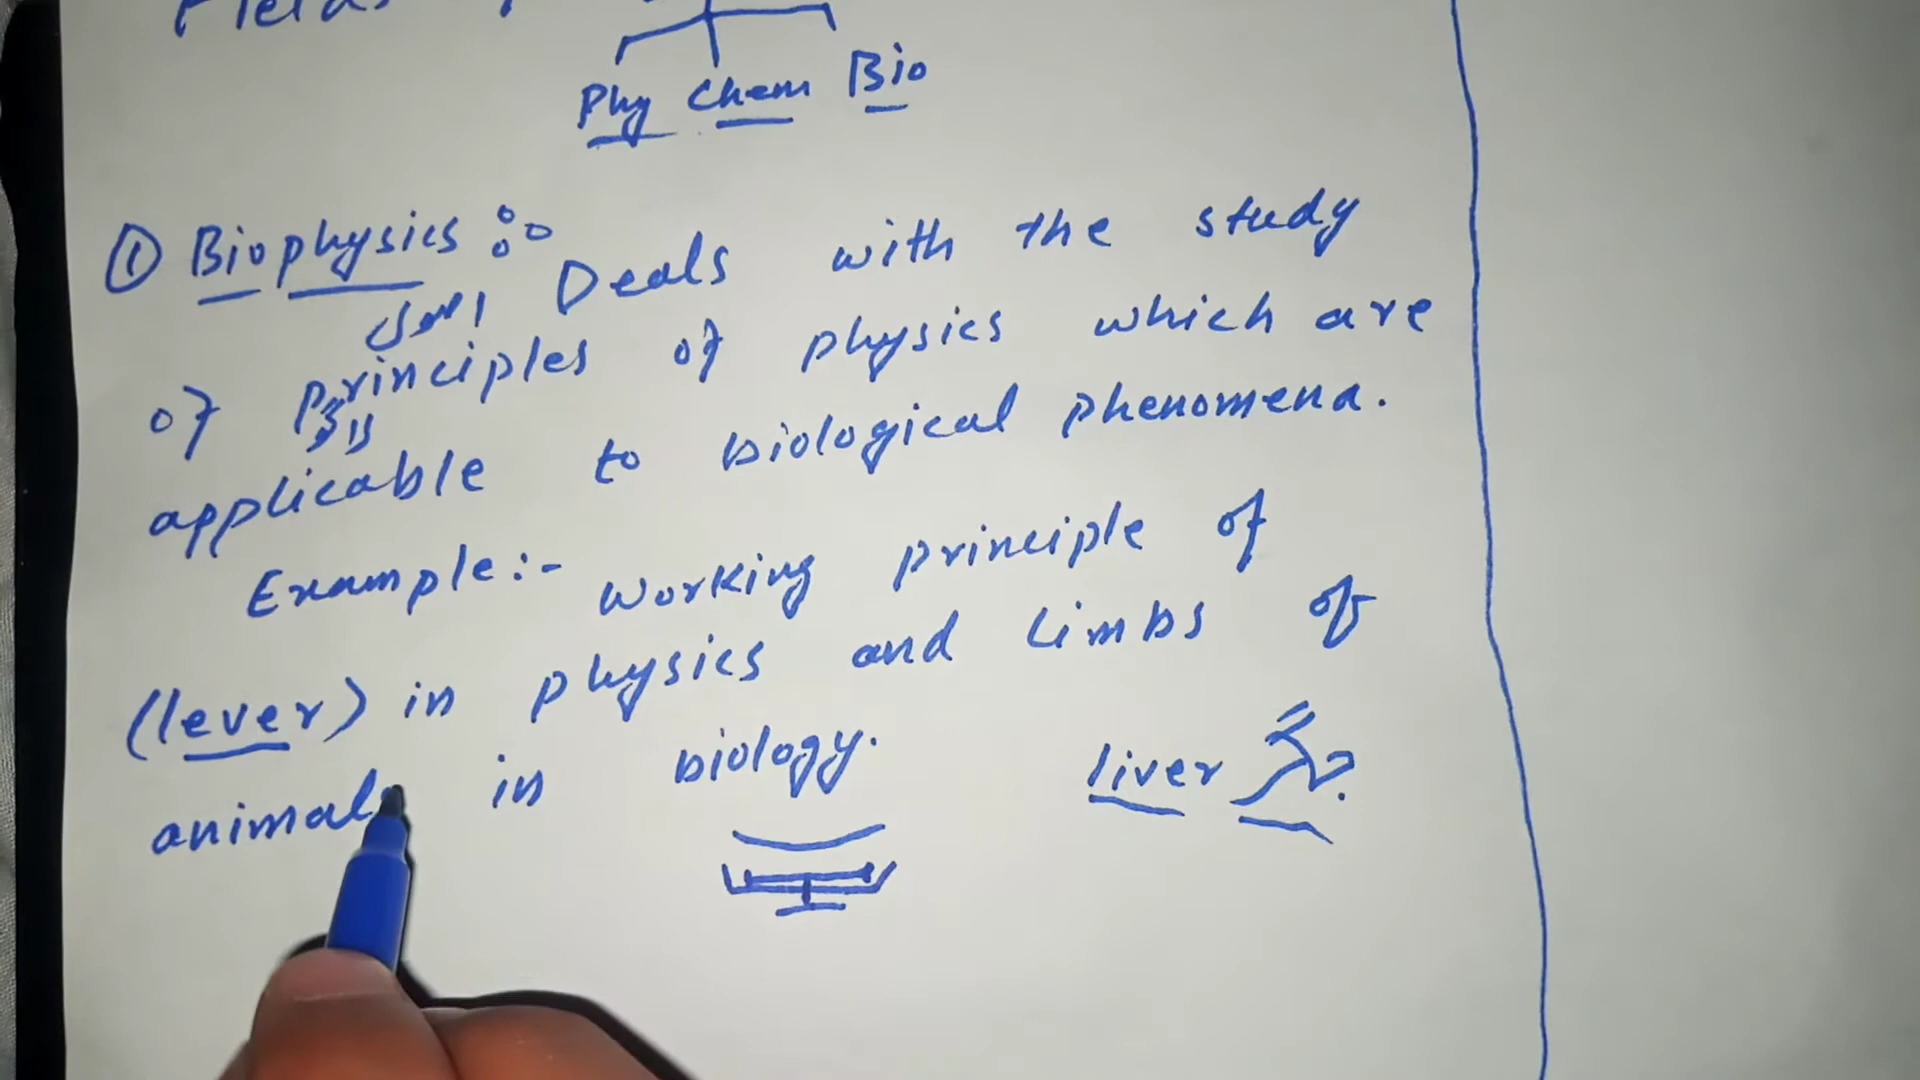 Fields
Phy Chem Bio
① Biophysics :- Deals with the study
of principles of physics which are
applicable to biological phenomena.
Example:- Working principle of
(lever) in physics and Limbs of
animals in biology.
liver